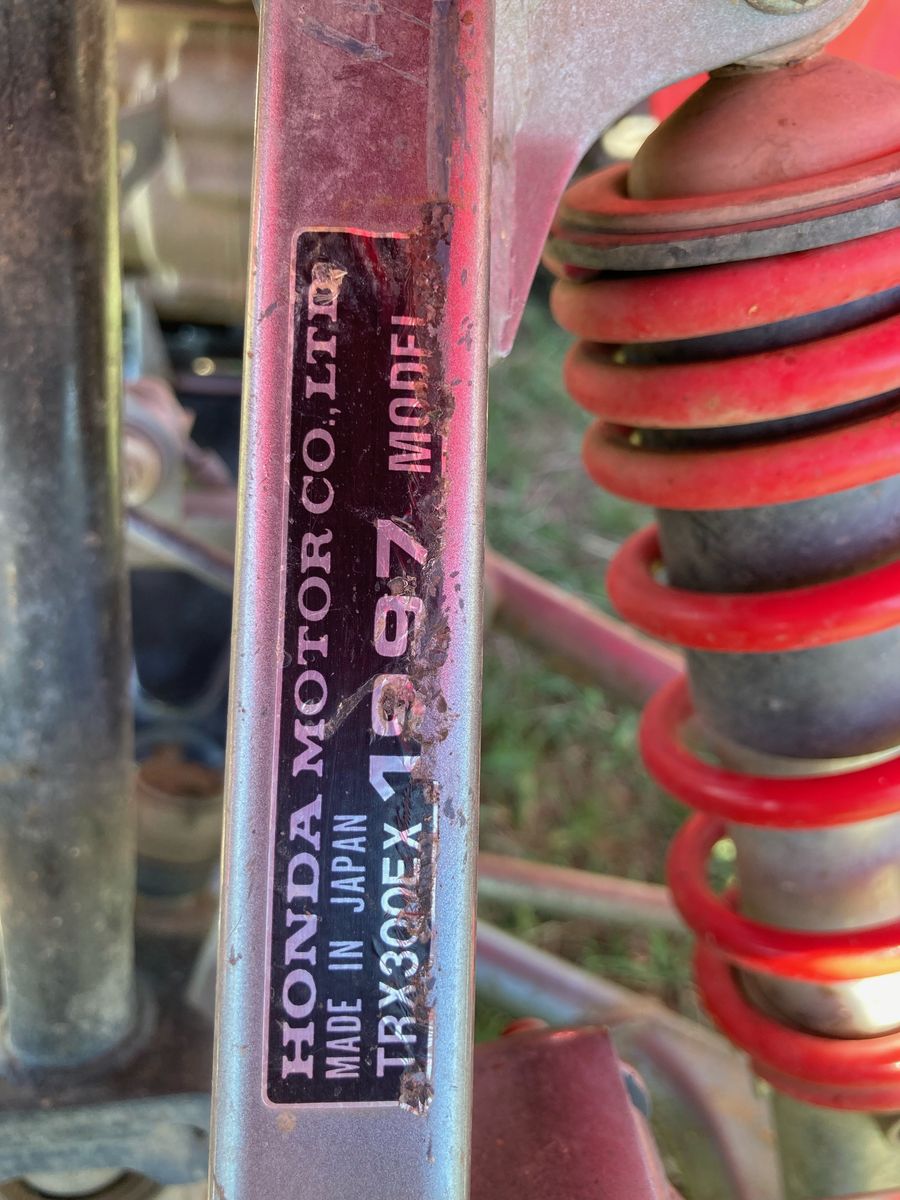 HONDA MOTOR CO.,LTD
MADE IN JAPAN
TRX300EX 1997 MODEL